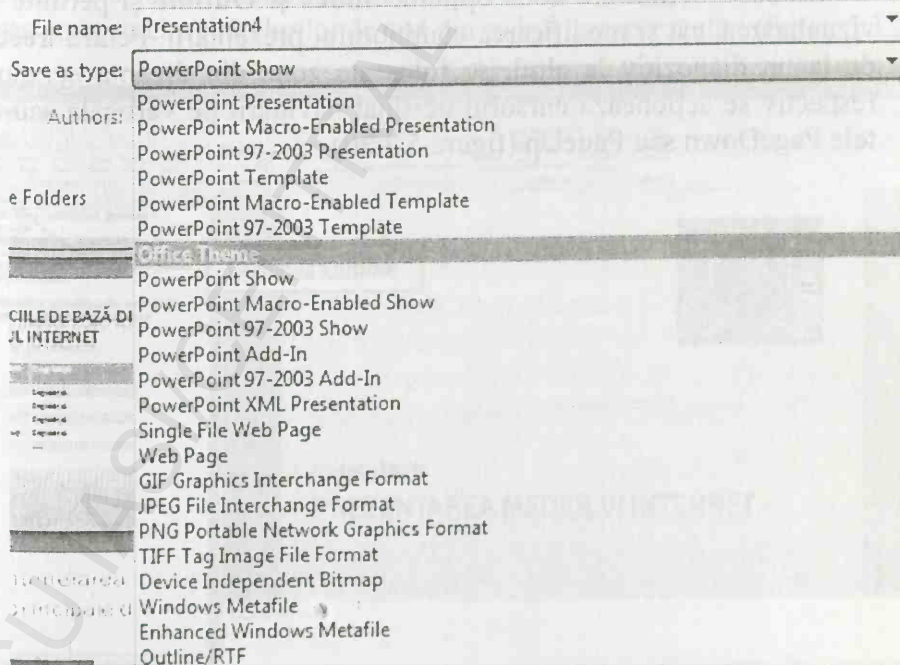 File name: Presentation4
Save as type: PowerPoint Show
Authors:
PowerPoint Presentation
PowerPoint Macro-Enabled Presentation
PowerPoint 97-2003 Presentation
PowerPoint Template
e Folders
PowerPoint Macro-Enabled Template
PowerPoint 97-2003 Template
Office Theme
PowerPoint Show
PowerPoint Macro-Enabled Show
CIILE DE BAZĂ DI
PowerPoint 97-2003 Show
UL INTERNET
PowerPoint Add-In
PowerPoint 97-2003 Add-In
PowerPoint XML Presentation
Single File Web Page
Web Page
GIF Graphics Interchange Format
JPEG File Interchange Format
PNG Portable Network Graphics Format
TIFF Tag Image File Format
Device Independent Bitmap
Windows Metafile
Enhanced Windows Metafile
Outline/RTF